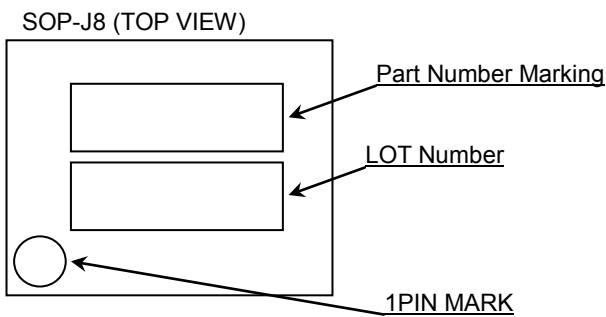 SOP-J8 (TOP VIEW)
Part Number Marking
LOT Number
1PIN MARK